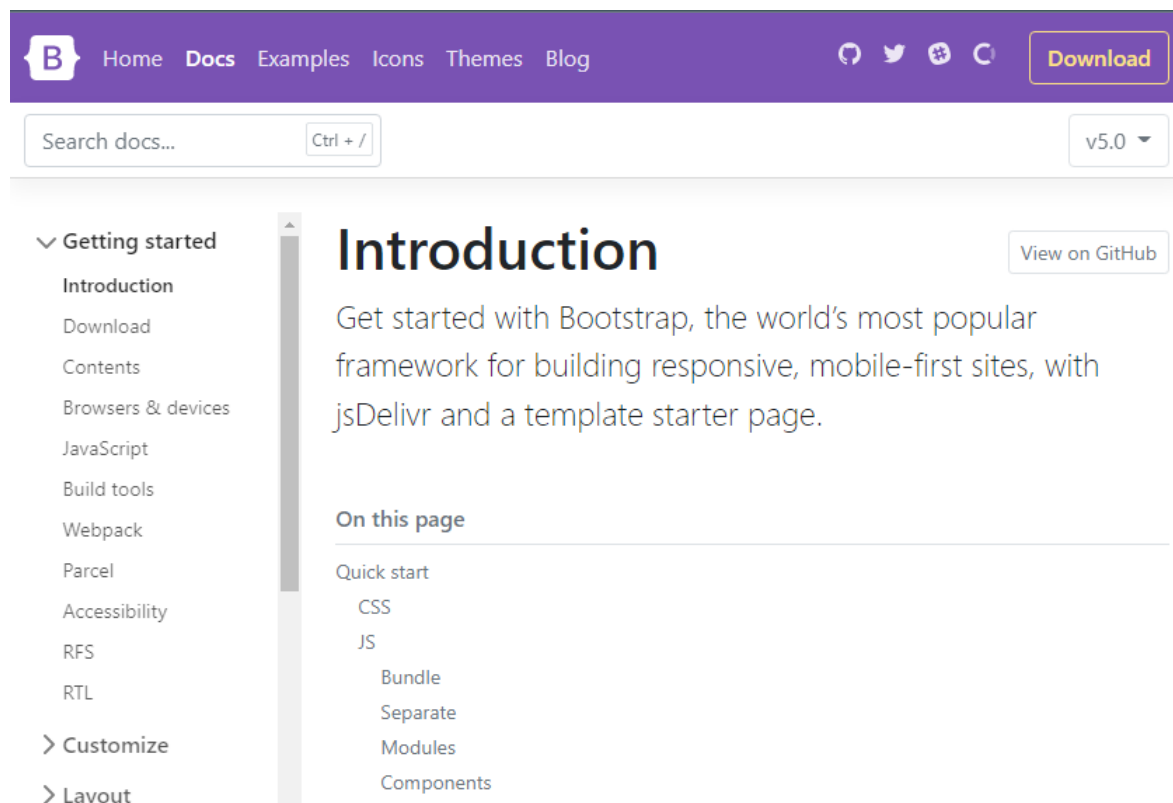 B Home Docs Examples Icons Themes Blog Download
Search docs... Ctrl + / v5.0
Getting started
Introduction
Download
Contents
Browsers & devices
JavaScript
Build tools
Webpack
Parcel
Accessibility
RFS
RTL
Customize
Layout
Introduction
View on GitHub
Get started with Bootstrap, the world’s most popular
framework for building responsive, mobile-first sites, with
jsDelivr and a template starter page.
On this page
Quick start
CSS
JS
Bundle
Separate
Modules
Components